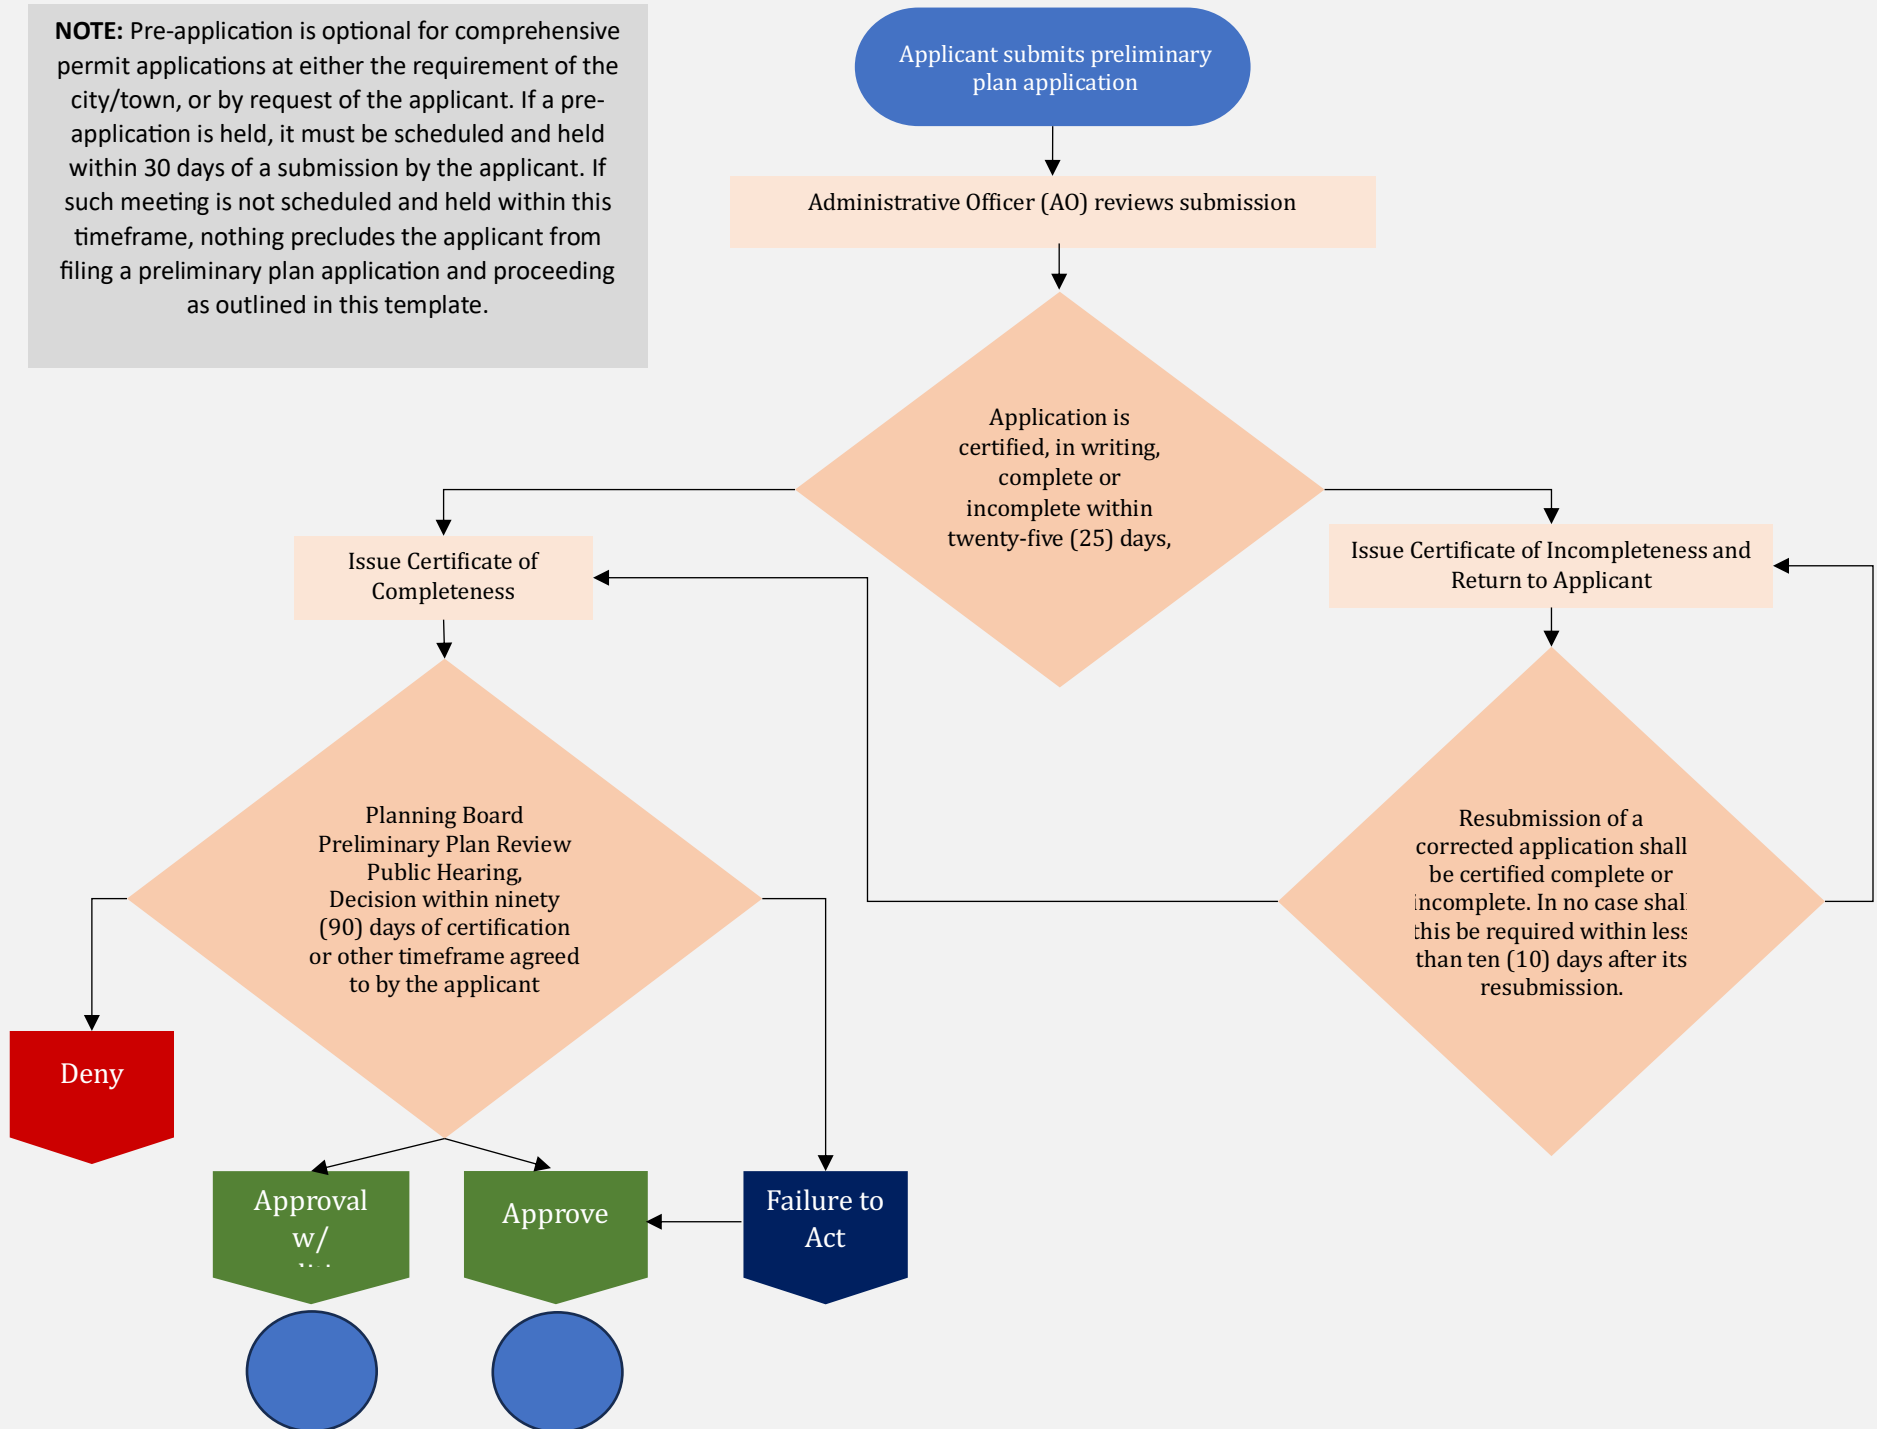 NOTE: Pre-application is optional for comprehensive
permit applications at either the requirement of the
city/town, or by request of the applicant. If a pre-
application is held, it must be scheduled and held
within 30 days of a submission by the applicant. If
such meeting is not scheduled and held within this
timeframe, nothing precludes the applicant from
filing a preliminary plan application and proceeding
as outlined in this template.
Applicant submits preliminary
plan application
Administrative Officer (AO) reviews submission
Application is
certified, in writing,
complete or
incomplete within
twenty-five (25) days,
Issue Certificate of
Completeness
Issue Certificate of Incompleteness and
Return to Applicant
Planning Board
Preliminary Plan Review
Public Hearing,
Decision within ninety
(90) days of certification
or other timeframe agreed
to by the applicant
Resubmission of a
corrected application shall
be certified complete or
incomplete. In no case shall
this be required within less
than ten (10) days after its
resubmission.
Deny
Approval
w/
Approve
Failure to
Act